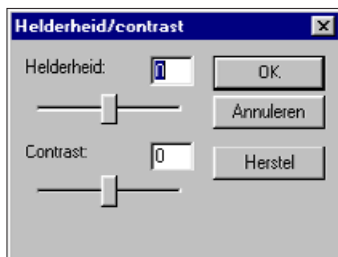 Helderheid/contrast
Helderheid: 0 OK
Annuleren
Contrast: 0 Herstel